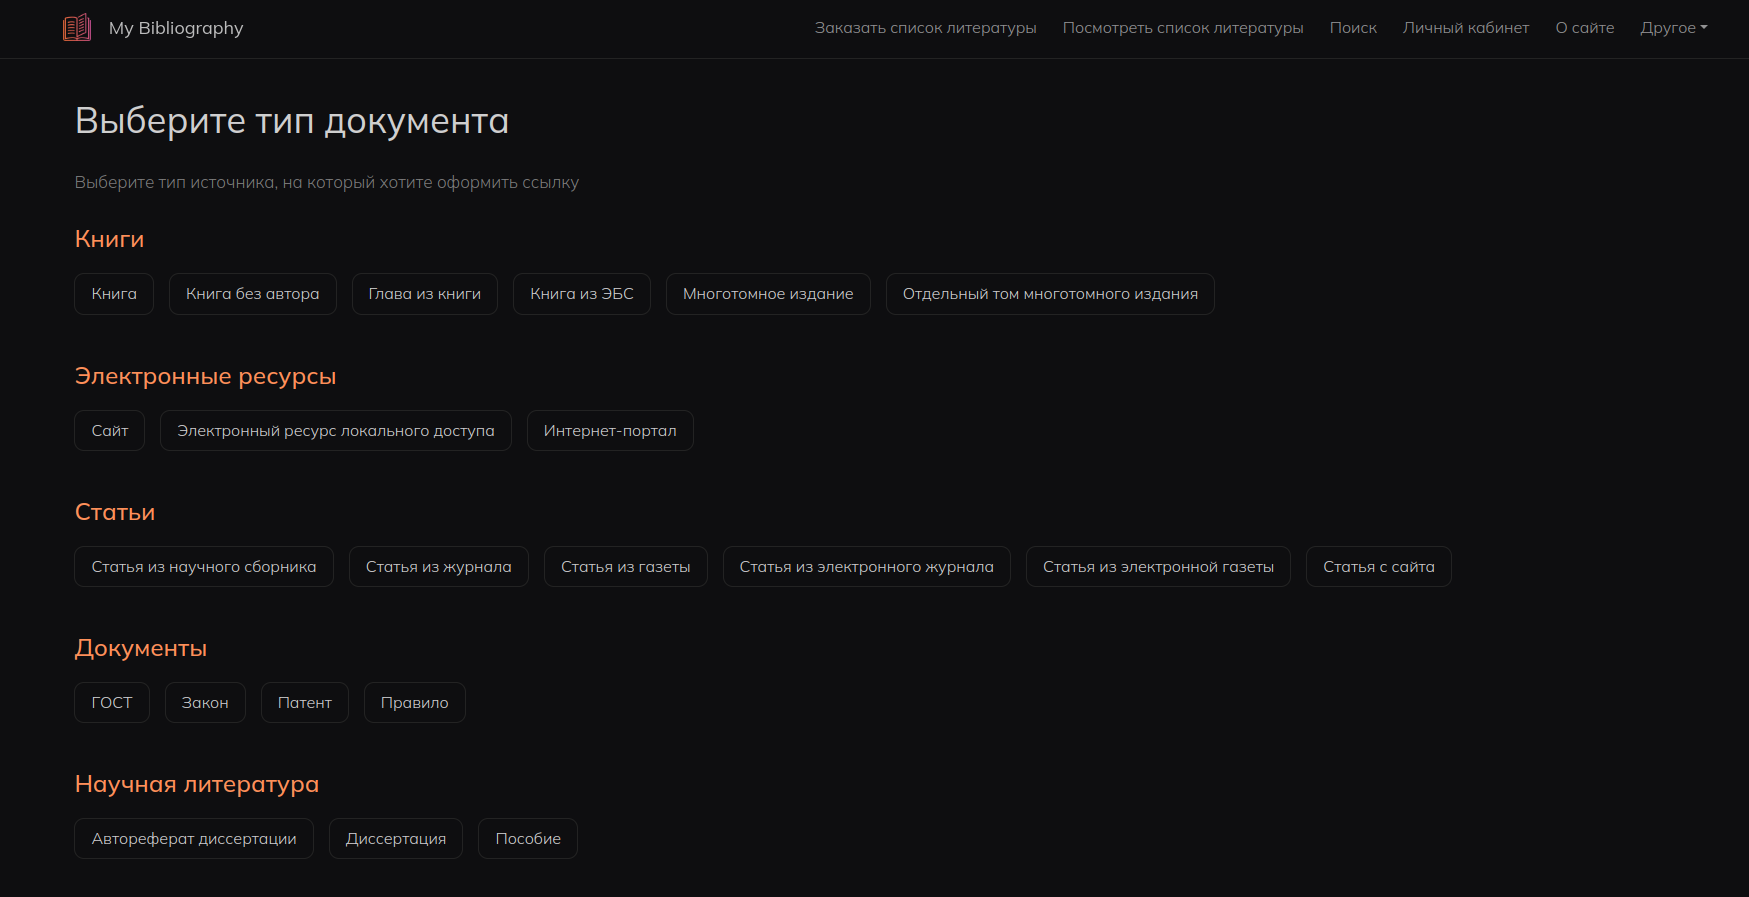 My Bibliography Заказать список литературы Посмотреть список литературы Поиск Личный кабинет О сайте Другое
Выберите тип документа
Выберите тип источника, на который хотите оформить ссылку
Книги
Книга Книга без автора Глава из книги Книга из ЭБС Многотомное издание Отдельный том многотомного издания
Электронные ресурсы
Сайт Электронный ресурс локального доступа Интернет-портал
Статьи
Статья из научного сборника Статья из журнала Статья из газеты Статья из электронного журнала Статья из электронной газеты Статья с сайта
Документы
ГОСТ Закон Патент Правило
Научная литература
Автореферат диссертации Диссертация Пособие